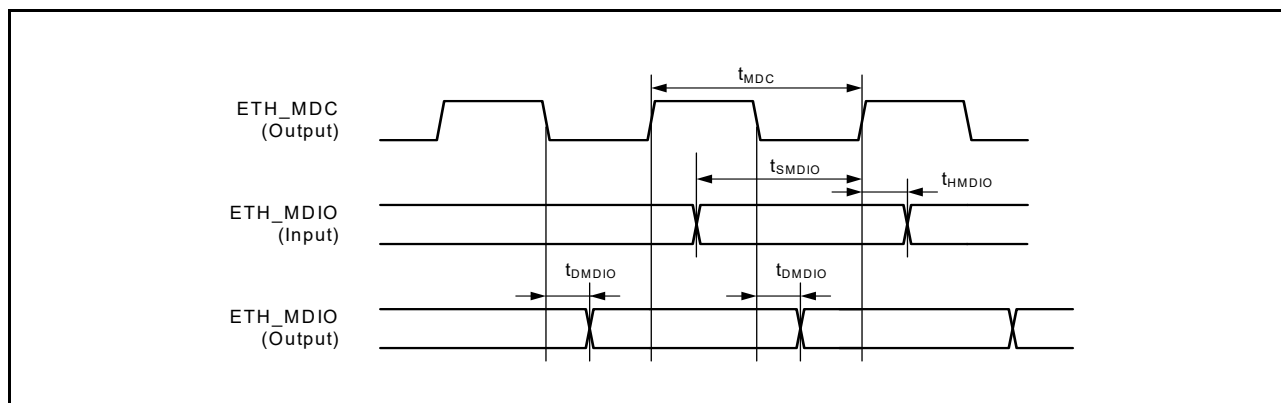 tMDC
ETH_MDC
(Output)
tSMDIO
tHMDIO
ETH_MDIO
(Input)
tDMDIO
tDMDIO
ETH_MDIO
(Output)